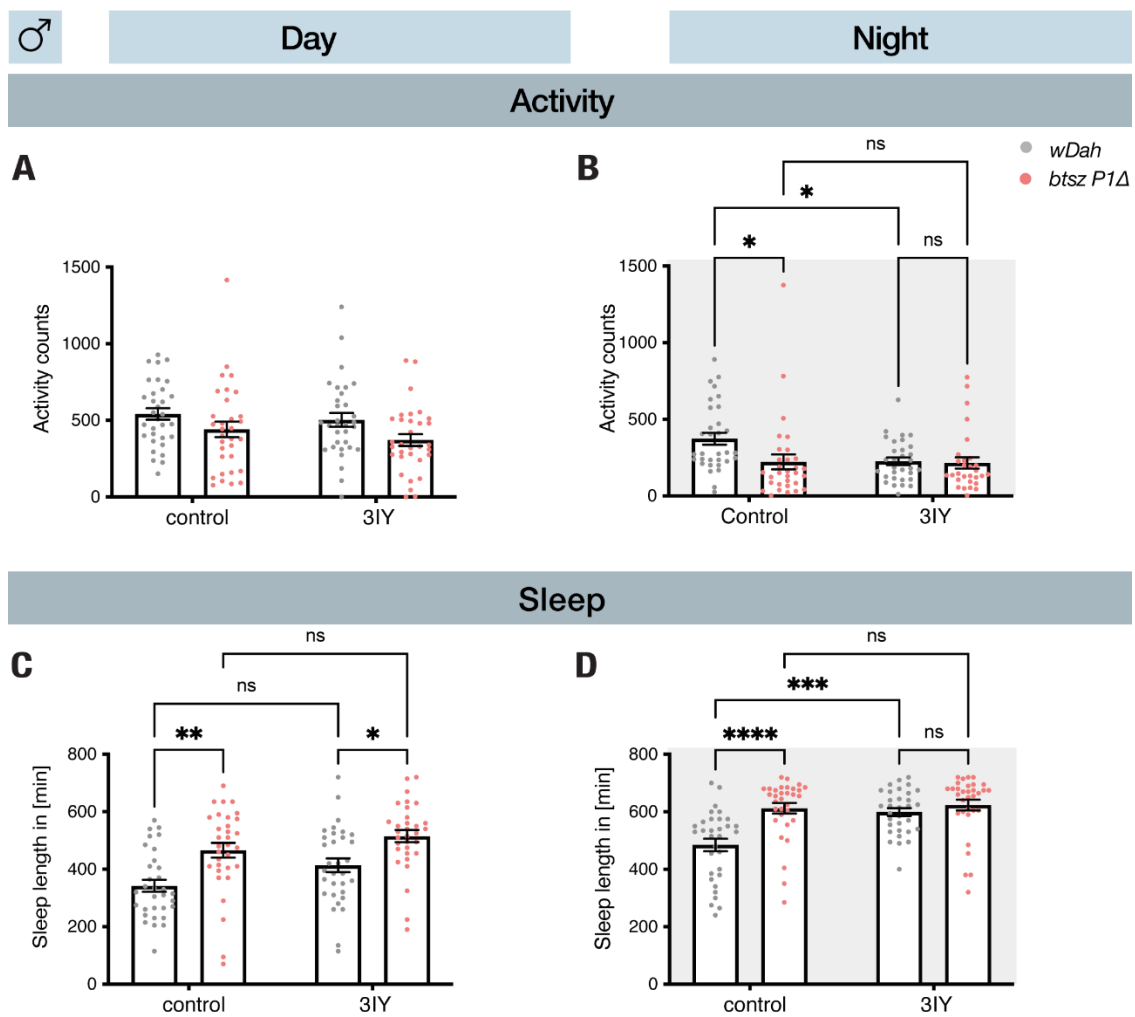 ♂ Day Night
Activity
A
B
wDah
btsz P1Δ
ns
*
*
ns
Activity counts
1500
1000
500
0
control 3IY
Activity counts
1500
1000
500
0
Control 3IY
Sleep
C
ns
ns
**
*
Sleep length in [min]
800
600
400
200
0
control 3IY
D
ns
***
****
ns
Sleep length in [min]
800
600
400
200
0
control 3IY